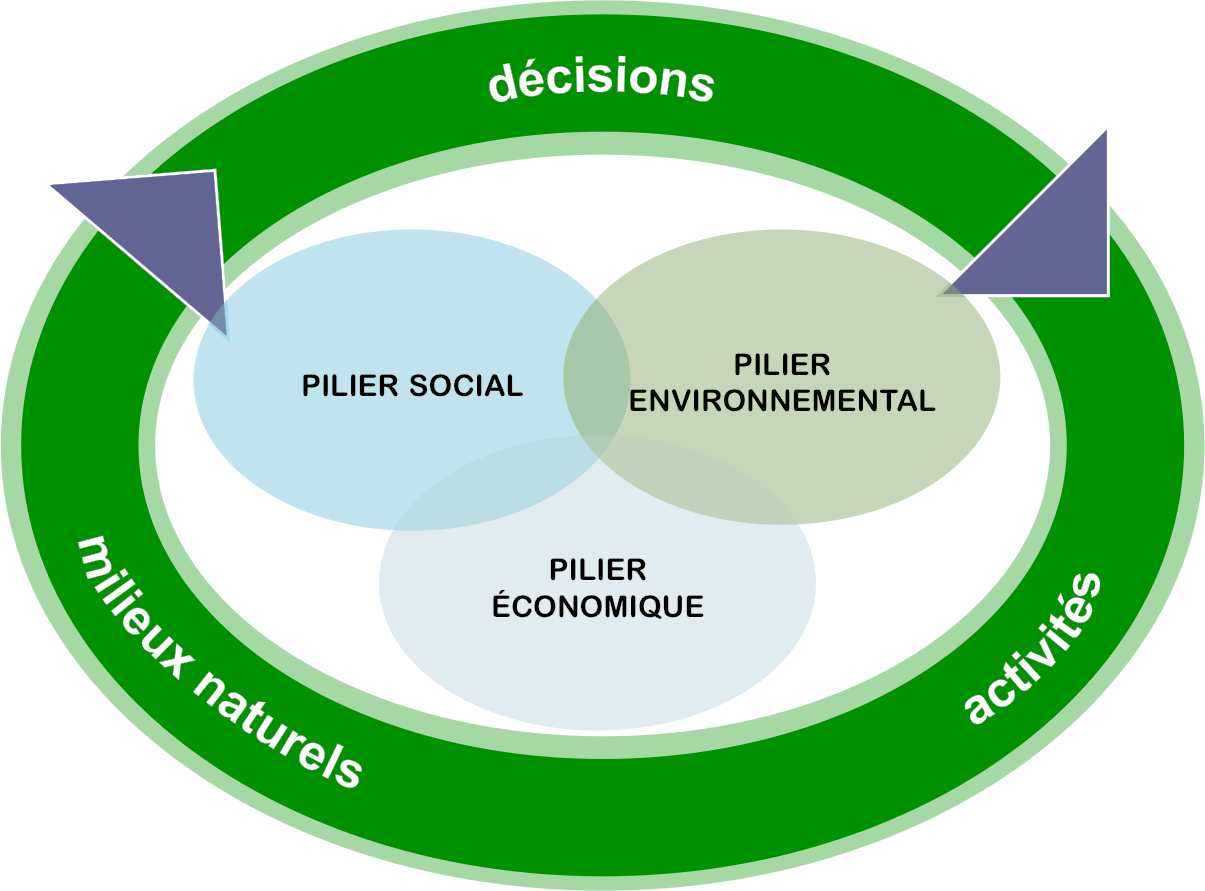 décisions
PILIER SOCIAL
PILIER
ENVIRONNEMENTAL
PILIER
ÉCONOMIQUE
milieux naturels
activités